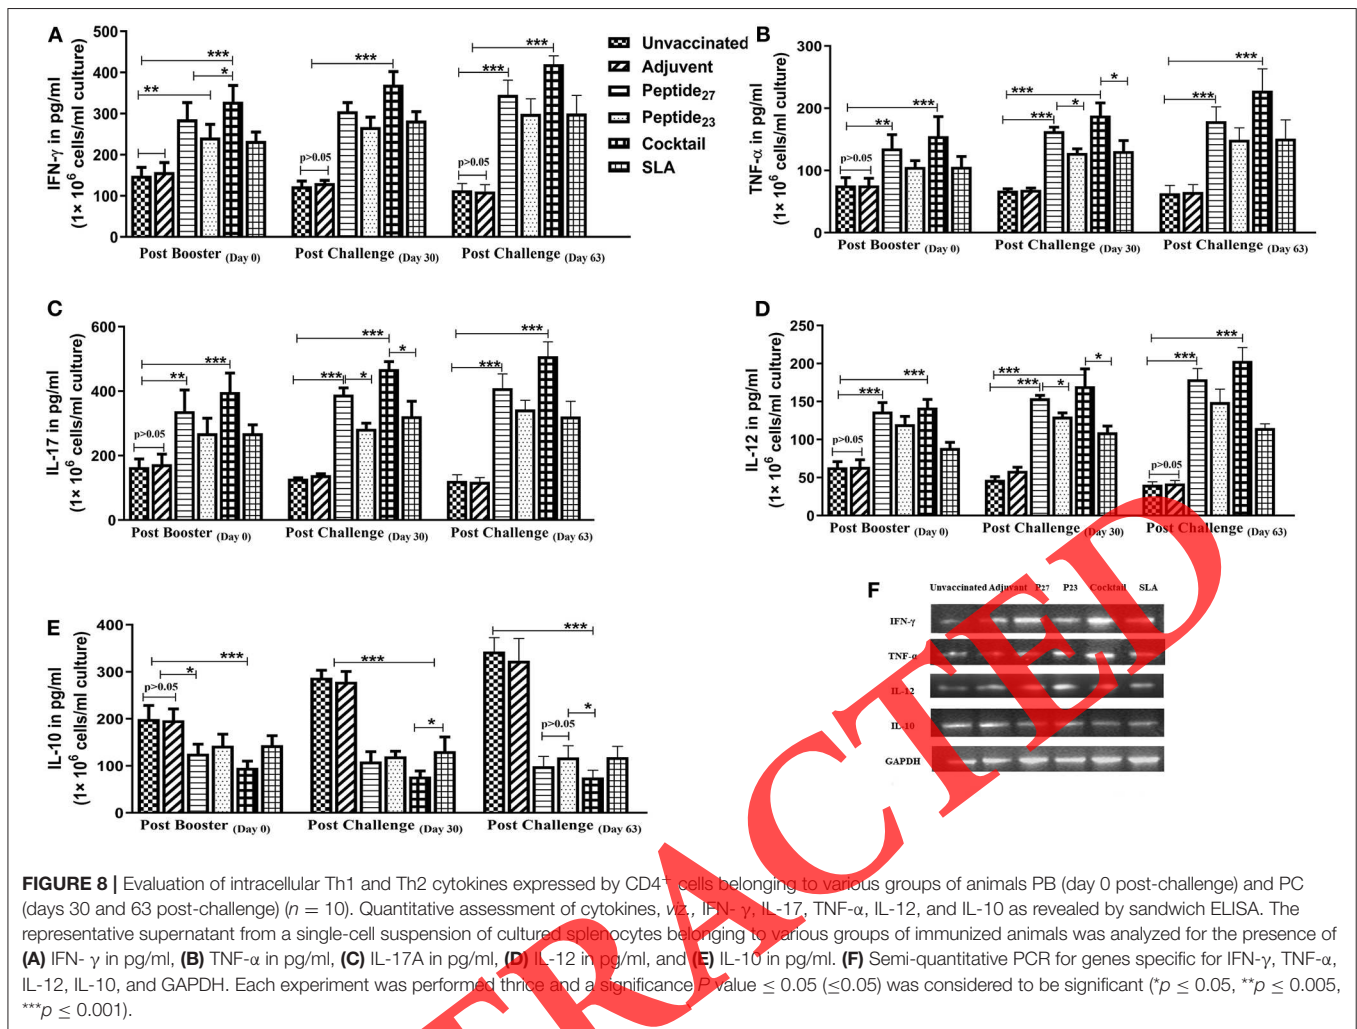 A
IFN-γ in pg/ml
(1× 10⁶ cells/ml culture)
500
400
300
200
100
0
***
*
**
***
p>0.05
***
***
p>0.05
Post Booster (Day 0)
Post Challenge (Day 30)
Post Challenge (Day 63)
Unvaccinated
Adjuvent
Peptide₂₇
Peptide₂₃
Cocktail
SLA
B
TNF-α in pg/ml
(1× 10⁶ cells/ml culture)
300
200
100
0
***
**
p>0.05
***
*
***
*
***
***
Post Booster (Day 0)
Post Challenge (Day 30)
Post Challenge (Day 63)
C
IL-17 in pg/ml
(1× 10⁶ cells/ml culture)
600
400
200
0
***
**
p>0.05
***
*
***
*
***
***
Post Booster (Day 0)
Post Challenge (Day 30)
Post Challenge (Day 63)
D
IL-12 in pg/ml
(1× 10⁶ cells/ml culture)
250
200
150
100
50
0
***
***
p>0.05
***
*
***
*
***
***
p>0.05
Post Booster (Day 0)
Post Challenge (Day 30)
Post Challenge (Day 63)
E
IL-10 in pg/ml
(1× 10⁶ cells/ml culture)
400
300
200
100
0
***
*
p>0.05
***
*
***
*
p>0.05
Post Booster (Day 0)
Post Challenge (Day 30)
Post Challenge (Day 63)
F
Unvaccinated Adjuvant P27 P23 Cocktail SLA
IFN-γ
TNF-α
IL-12
IL-10
GAPDH
RETRACTED
FIGURE 8 | Evaluation of intracellular Th1 and Th2 cytokines expressed by CD4⁺ cells belonging to various groups of animals PB (day 0 post-challenge) and PC
(days 30 and 63 post-challenge) (n = 10). Quantitative assessment of cytokines, viz., IFN- γ, IL-17, TNF-α, IL-12, and IL-10 as revealed by sandwich ELISA. The
representative supernatant from a single-cell suspension of cultured splenocytes belonging to various groups of immunized animals was analyzed for the presence of
(A) IFN- γ in pg/ml, (B) TNF-α in pg/ml, (C) IL-17A in pg/ml, (D) IL-12 in pg/ml, and (E) IL-10 in pg/ml. (F) Semi-quantitative PCR for genes specific for IFN-γ, TNF-α,
IL-12, IL-10, and GAPDH. Each experiment was performed thrice and a significance P value ≤ 0.05 (≤0.05) was considered to be significant (*p ≤ 0.05, **p ≤ 0.005,
***p ≤ 0.001).